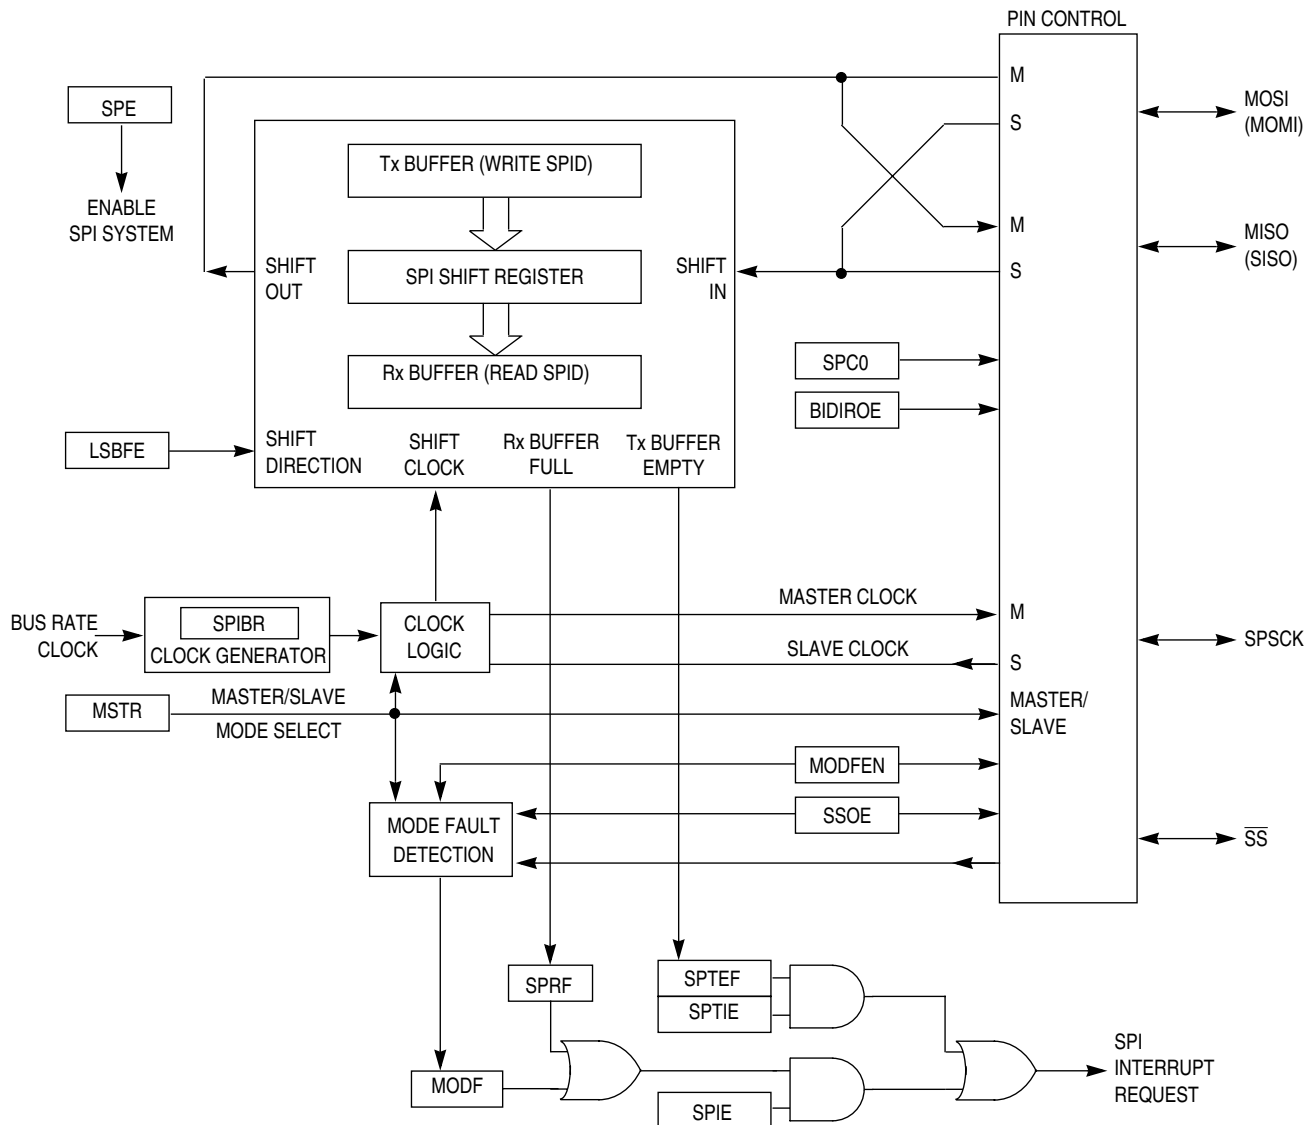 PIN CONTROL
M
S
M
S
MOSI
(MOMI)
MISO
(SISO)
SPE
ENABLE
SPI SYSTEM
Tx BUFFER (WRITE SPID)
SHIFT
OUT
SPI SHIFT REGISTER
SHIFT
IN
Rx BUFFER (READ SPID)
SPC0
BIDIROE
LSBFE
SHIFT
DIRECTION
SHIFT
CLOCK
Rx BUFFER
FULL
Tx BUFFER
EMPTY
BUS RATE
CLOCK
SPIBR
CLOCK GENERATOR
CLOCK
LOGIC
MASTER CLOCK
M
SLAVE CLOCK
S
SPSCK
MSTR
MASTER/SLAVE
MODE SELECT
MASTER/
SLAVE
MODFEN
SSOE
MODE FAULT
DETECTION
SS
SPRF
SPTEF
SPTIE
MODF
SPIE
SPI
INTERRUPT
REQUEST